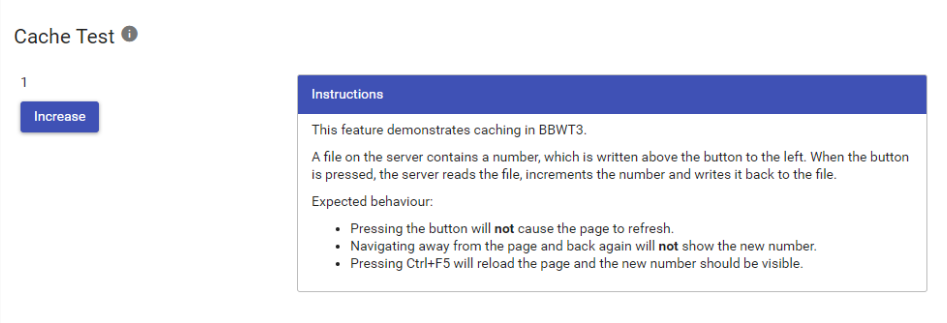 Cache Test
1
Increase
Instructions
This feature demonstrates caching in BBWT3.
A file on the server contains a number, which is written above the button to the left. When the button
is pressed, the server reads the file, increments the number and writes it back to the file.
Expected behaviour:
• Pressing the button will not cause the page to refresh.
• Navigating away from the page and back again will not show the new number.
• Pressing Ctrl+F5 will reload the page and the new number should be visible.